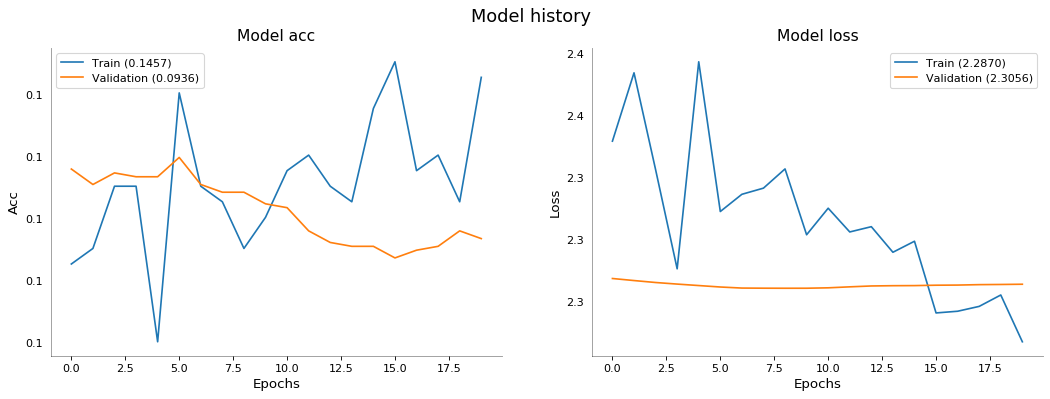 Model history
Model acc
Train (0.1457)
Validation (0.0936)
0.1
0.1
0.1
0.1
0.1
Acc
0.0 2.5 5.0 7.5 10.0 12.5 15.0 17.5
Epochs
Model loss
Train (2.2870)
Validation (2.3056)
2.4
2.4
2.3
2.3
2.3
Loss
0.0 2.5 5.0 7.5 10.0 12.5 15.0 17.5
Epochs